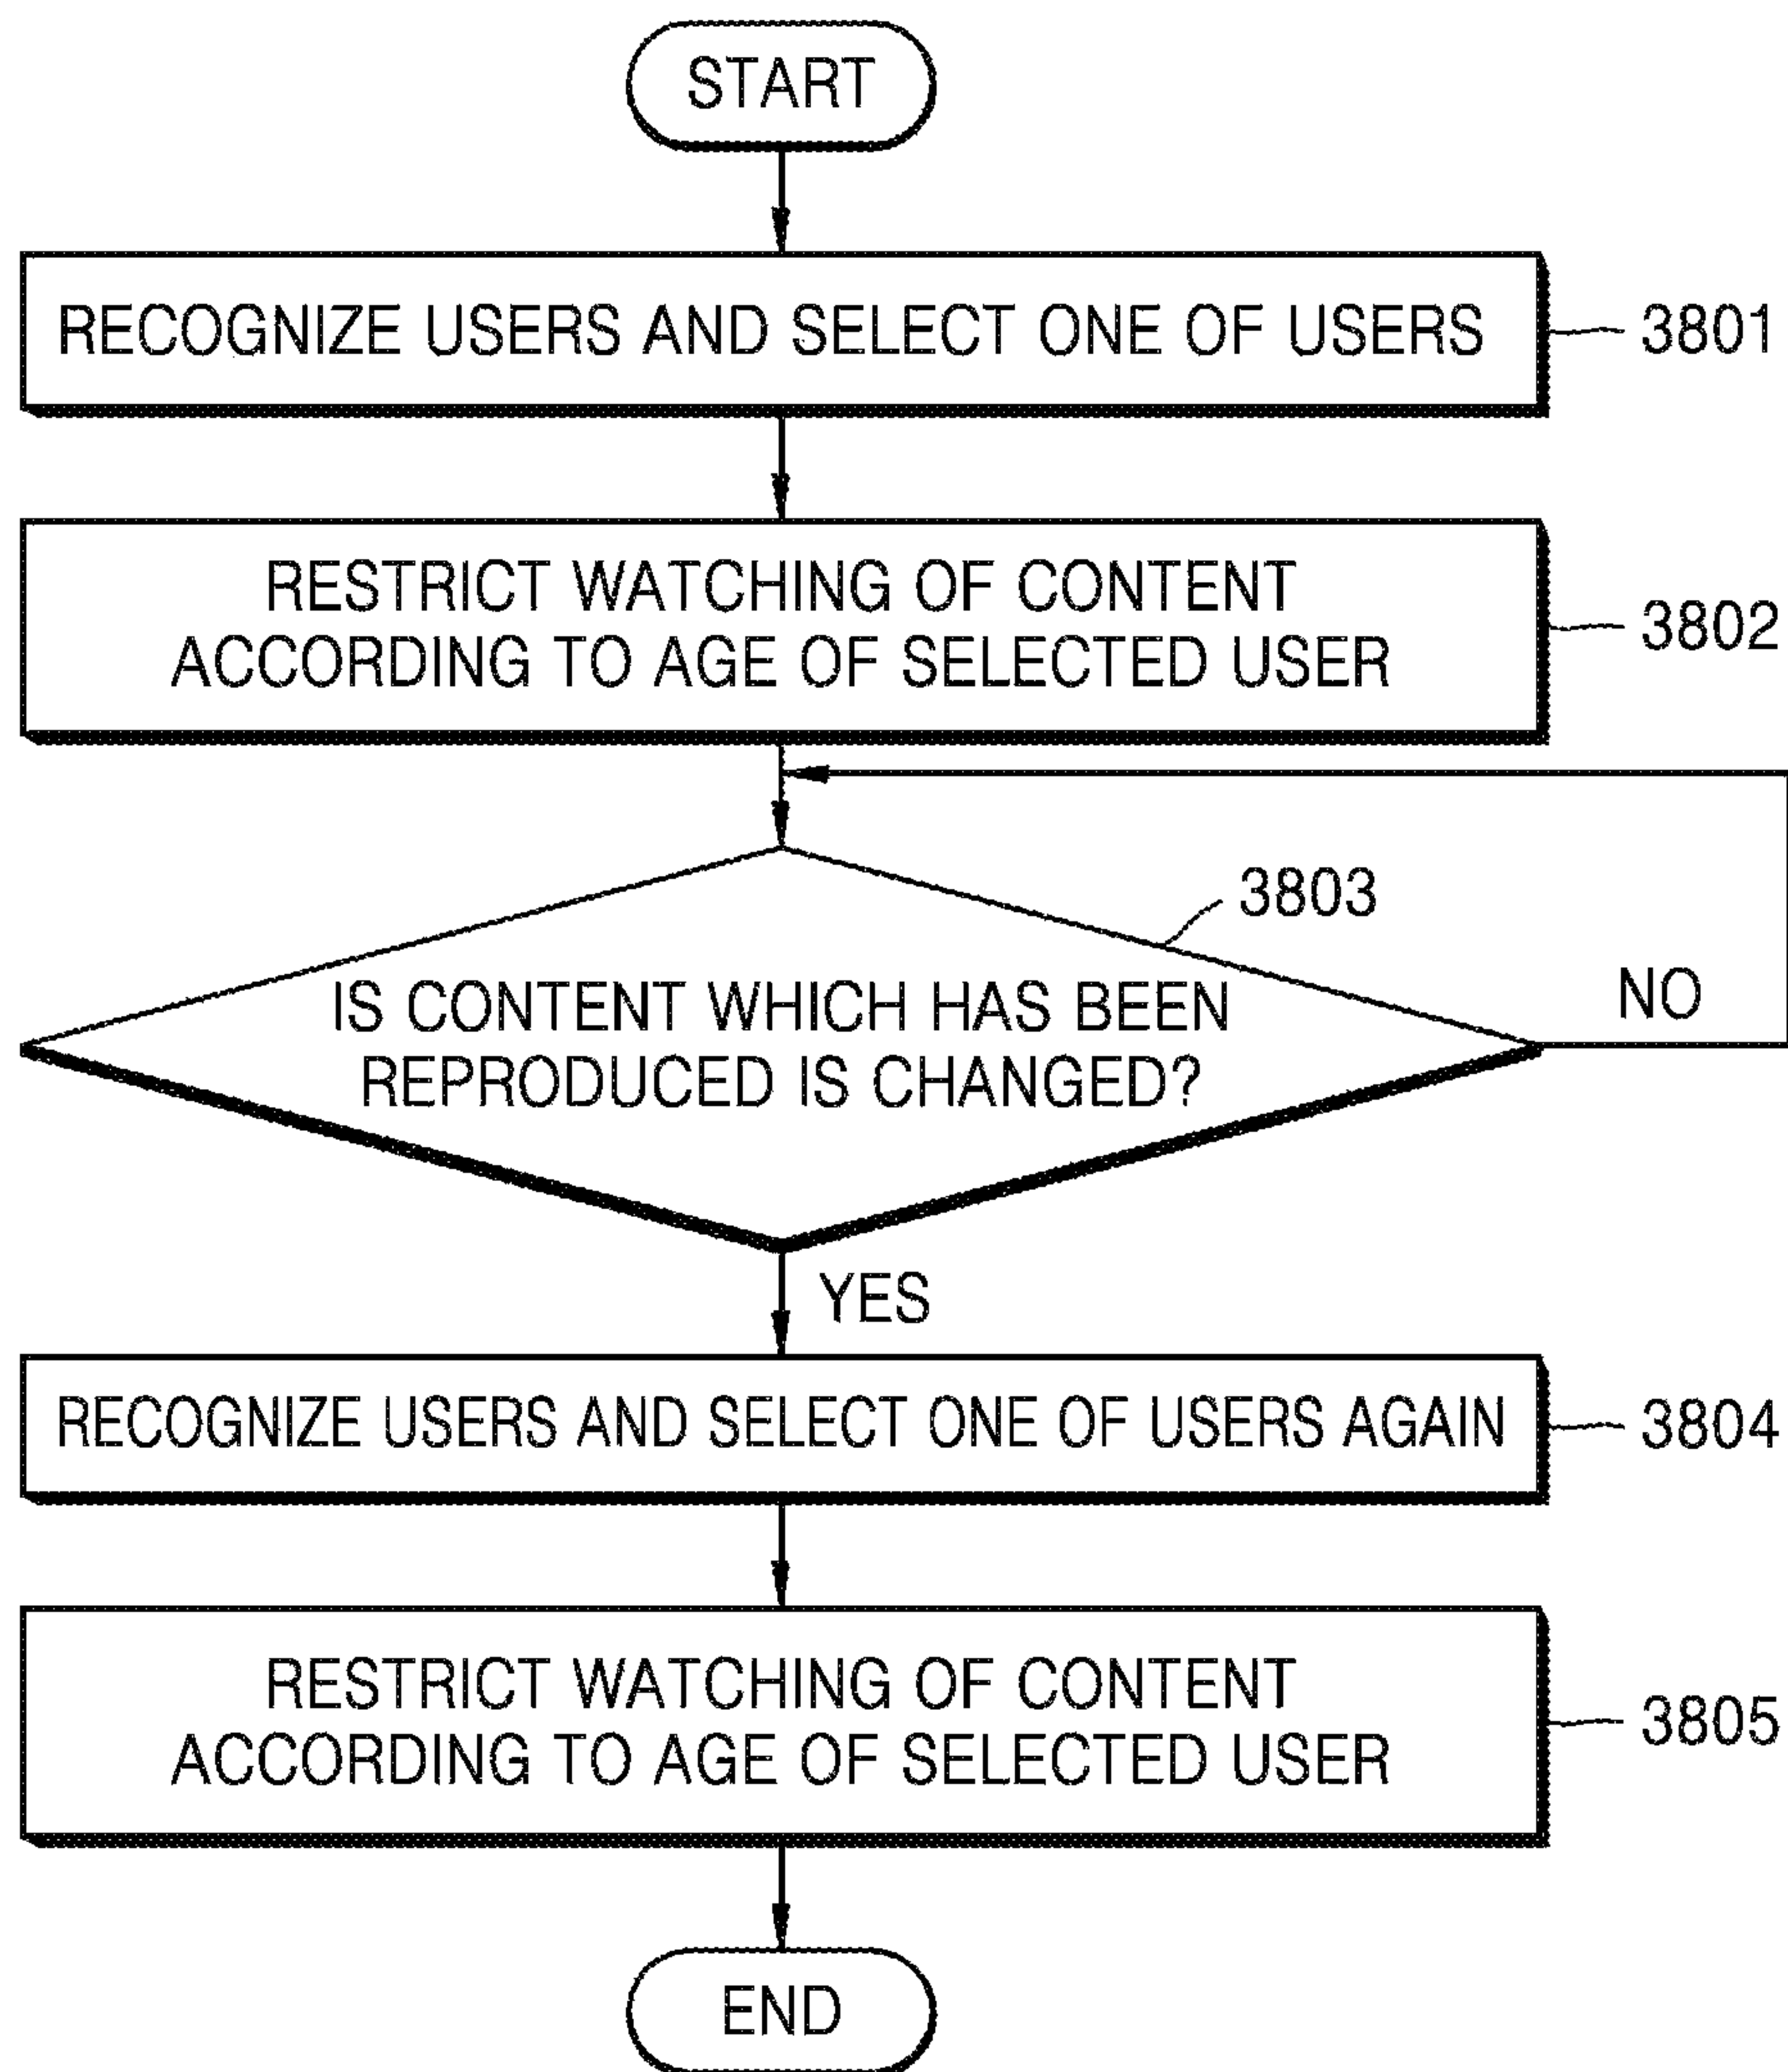 START
RECOGNIZE USERS AND SELECT ONE OF USERS
3801
RESTRICT WATCHING OF CONTENT
ACCORDING TO AGE OF SELECTED USER
3802
3803
IS CONTENT WHICH HAS BEEN
REPRODUCED IS CHANGED?
NO
YES
RECOGNIZE USERS AND SELECT ONE OF USERS AGAIN
3804
RESTRICT WATCHING OF CONTENT
ACCORDING TO AGE OF SELECTED USER
3805
END